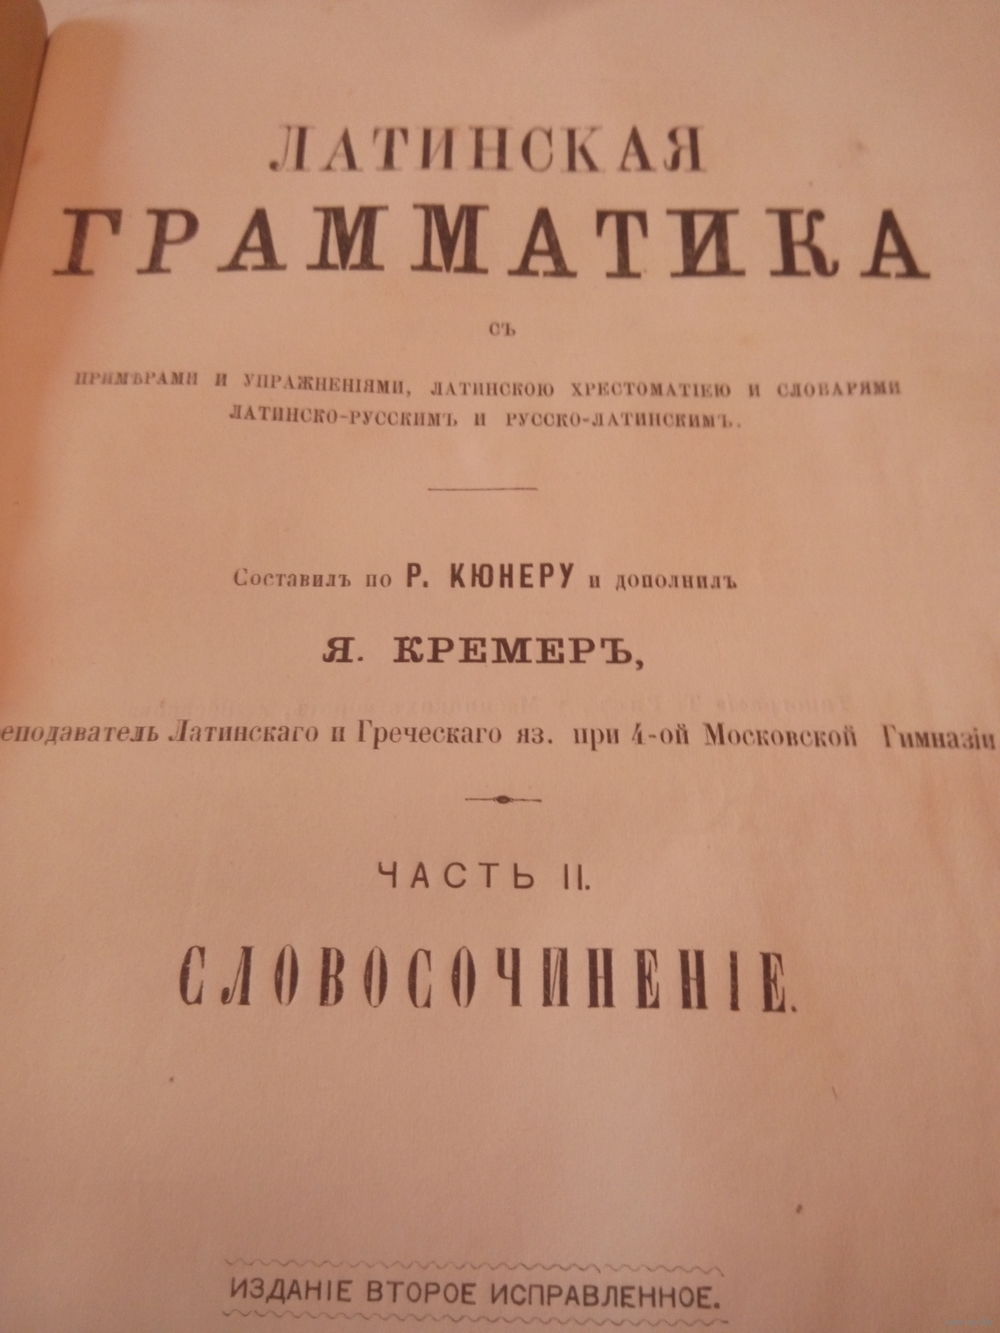 ЛАТИНСКАЯ
ГРАММАТИКА
СЪ
ПРИМѢРАМИ И УПРАЖНЕНІЯМИ, ЛАТИНСКОЮ ХРЕСТОМАТІЕЮ И СЛОВАРЯМИ
ЛАТИНСКО-РУССКИМЪ И РУССКО-ЛАТИНСКИМЪ.
Составилъ по Р. КЮНЕРУ и дополнилъ
Я. КРЕМЕРЪ,
еподаватель Латинскаго и Греческаго яз. при 4-ой Московской Гимназіи
ЧАСТЬ II.
СЛОВОСОЧИНЕНІЕ.
ИЗДАНІЕ ВТОРОЕ ИСПРАВЛЕННОЕ.